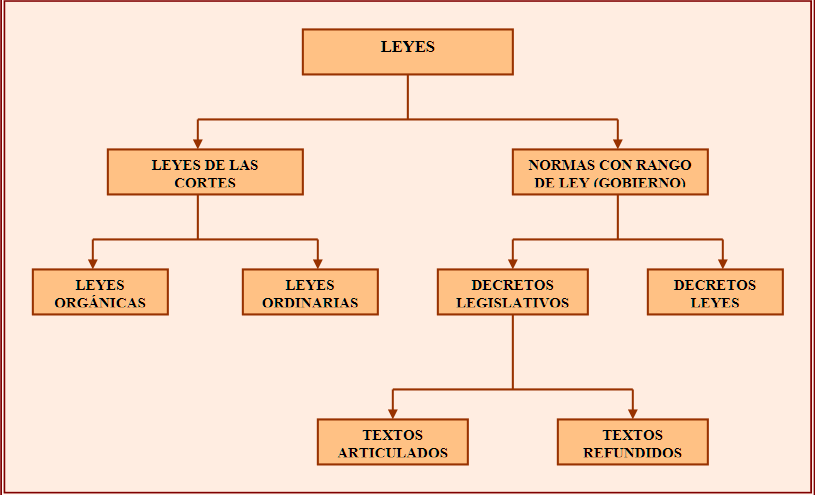 LEYES
LEYES DE LAS
CORTES
NORMAS CON RANGO
DE LEY (GOBIERNO)
LEYES
ORGÁNICAS
LEYES
ORDINARIAS
DECRETOS
LEGISLATIVOS
DECRETOS
LEYES
TEXTOS
ARTICULADOS
TEXTOS
REFUNDIDOS